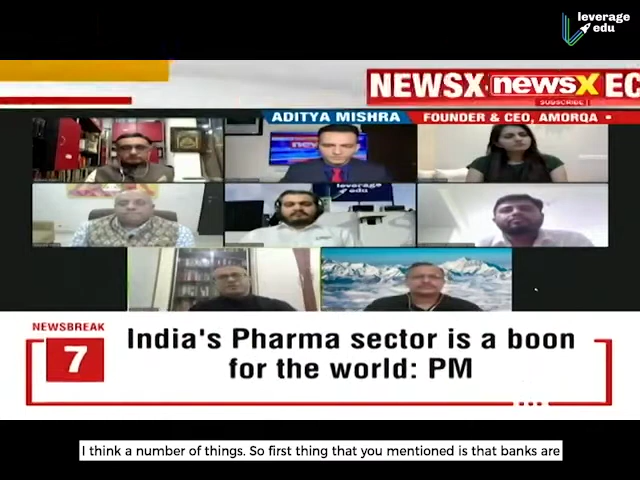 leverage
edu
NEWSX newsX EC
SUBSCRIBE
ADITYA MISHRA FOUNDER & CEO, AMORQA
leverage
edu
NEWSBREAK
7
India's Pharma sector is a boon
for the world: PM
I think a number of things. So first thing that you mentioned is that banks are